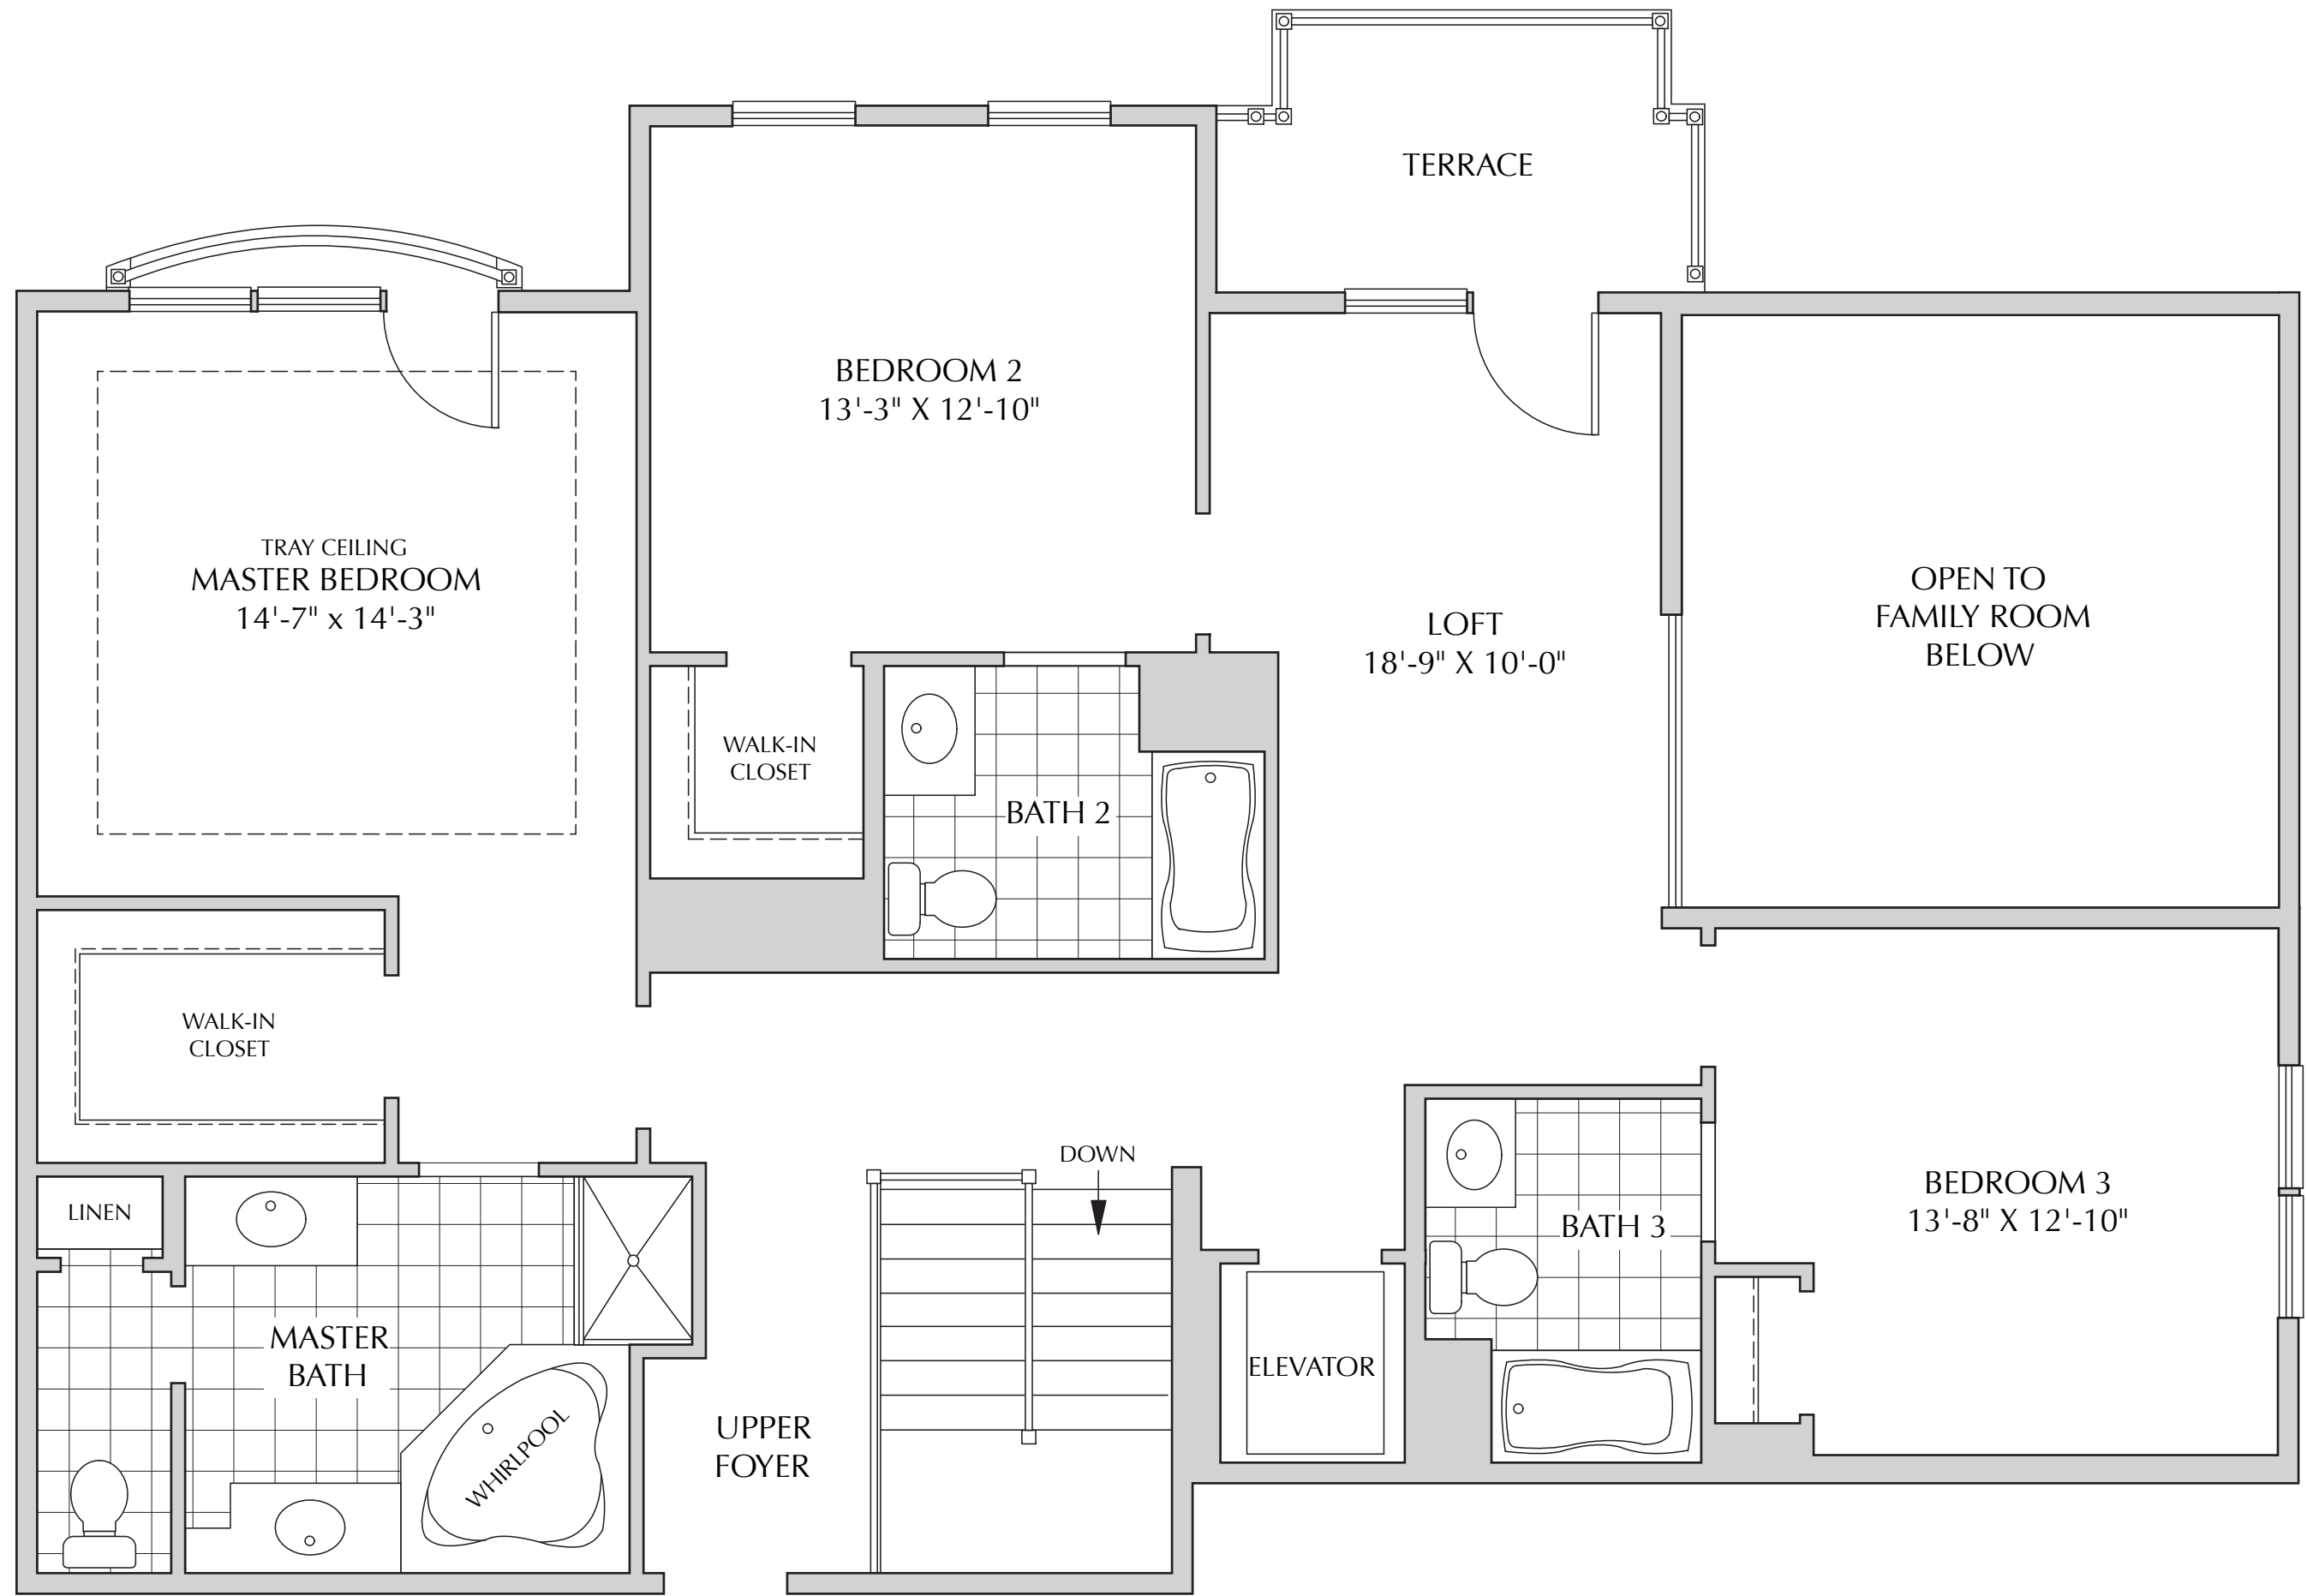 TERRACE
BEDROOM 2
13'-3" X 12'-10"
TRAY CEILING
MASTER BEDROOM
14'-7" x 14'-3"
OPEN TO
FAMILY ROOM
BELOW
LOFT
18'-9" X 10'-0"
WALK-IN
CLOSET
BATH 2
WALK-IN
CLOSET
DOWN
LINEN
BEDROOM 3
13'-8" X 12'-10"
BATH 3
MASTER
BATH
ELEVATOR
WHIRLPOOL
UPPER
FOYER